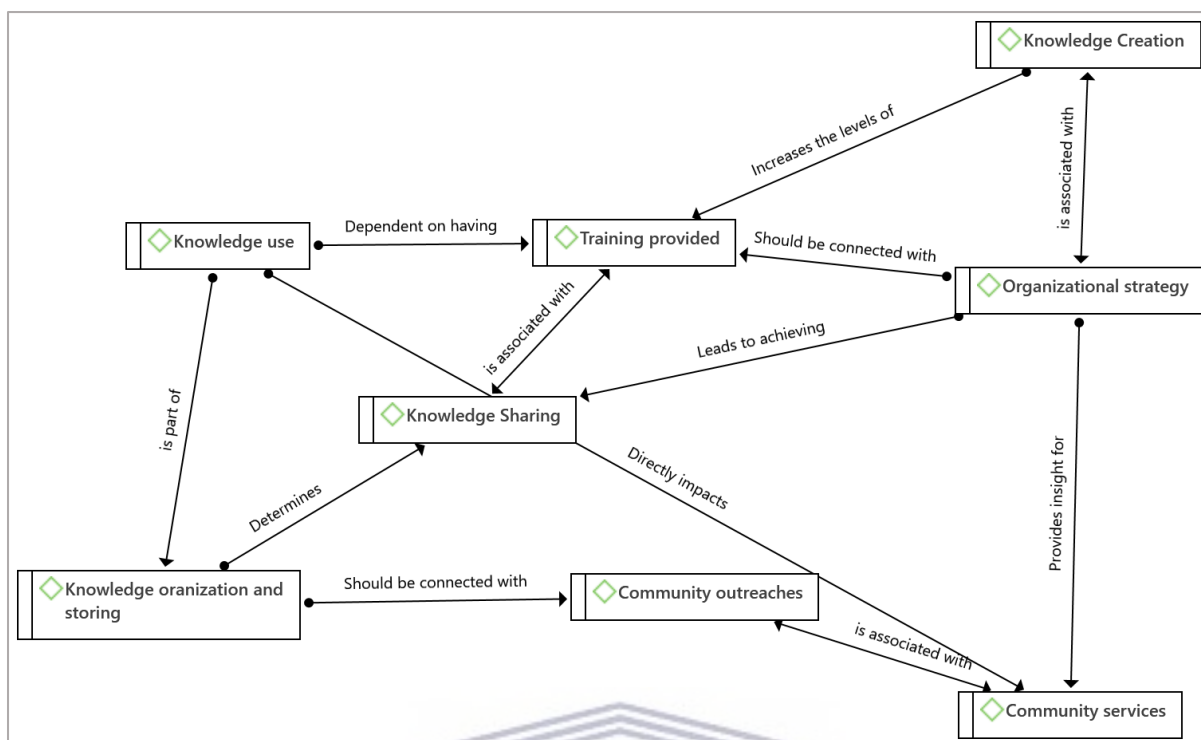 Knowledge Creation
Increases the levels of
is associated with
Knowledge use
Dependent on having
Training provided
Should be connected with
Organizational strategy
is associated with
Leads to achieving
Knowledge Sharing
is part of
Determines
Directly impacts
Provides insight for
Knowledge oranization and
storing
Should be connected with
Community outreaches
is associated with
Community services